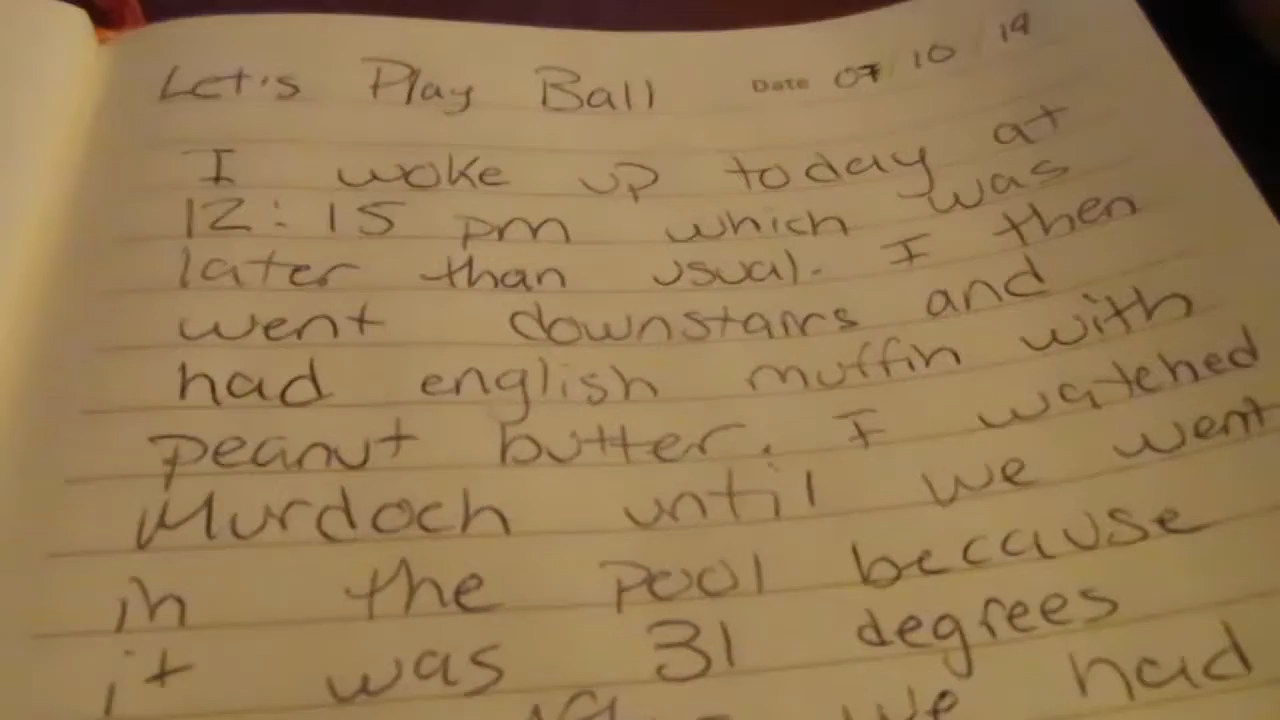 Let's Play Ball Date 07 10 19
I woke up today at
12:15 pm which was
later than usual. I then
went downstairs and
had english muffin with
peanut butter. I watched
Murdoch until we went
in the pool because
it was 31 degrees
we had